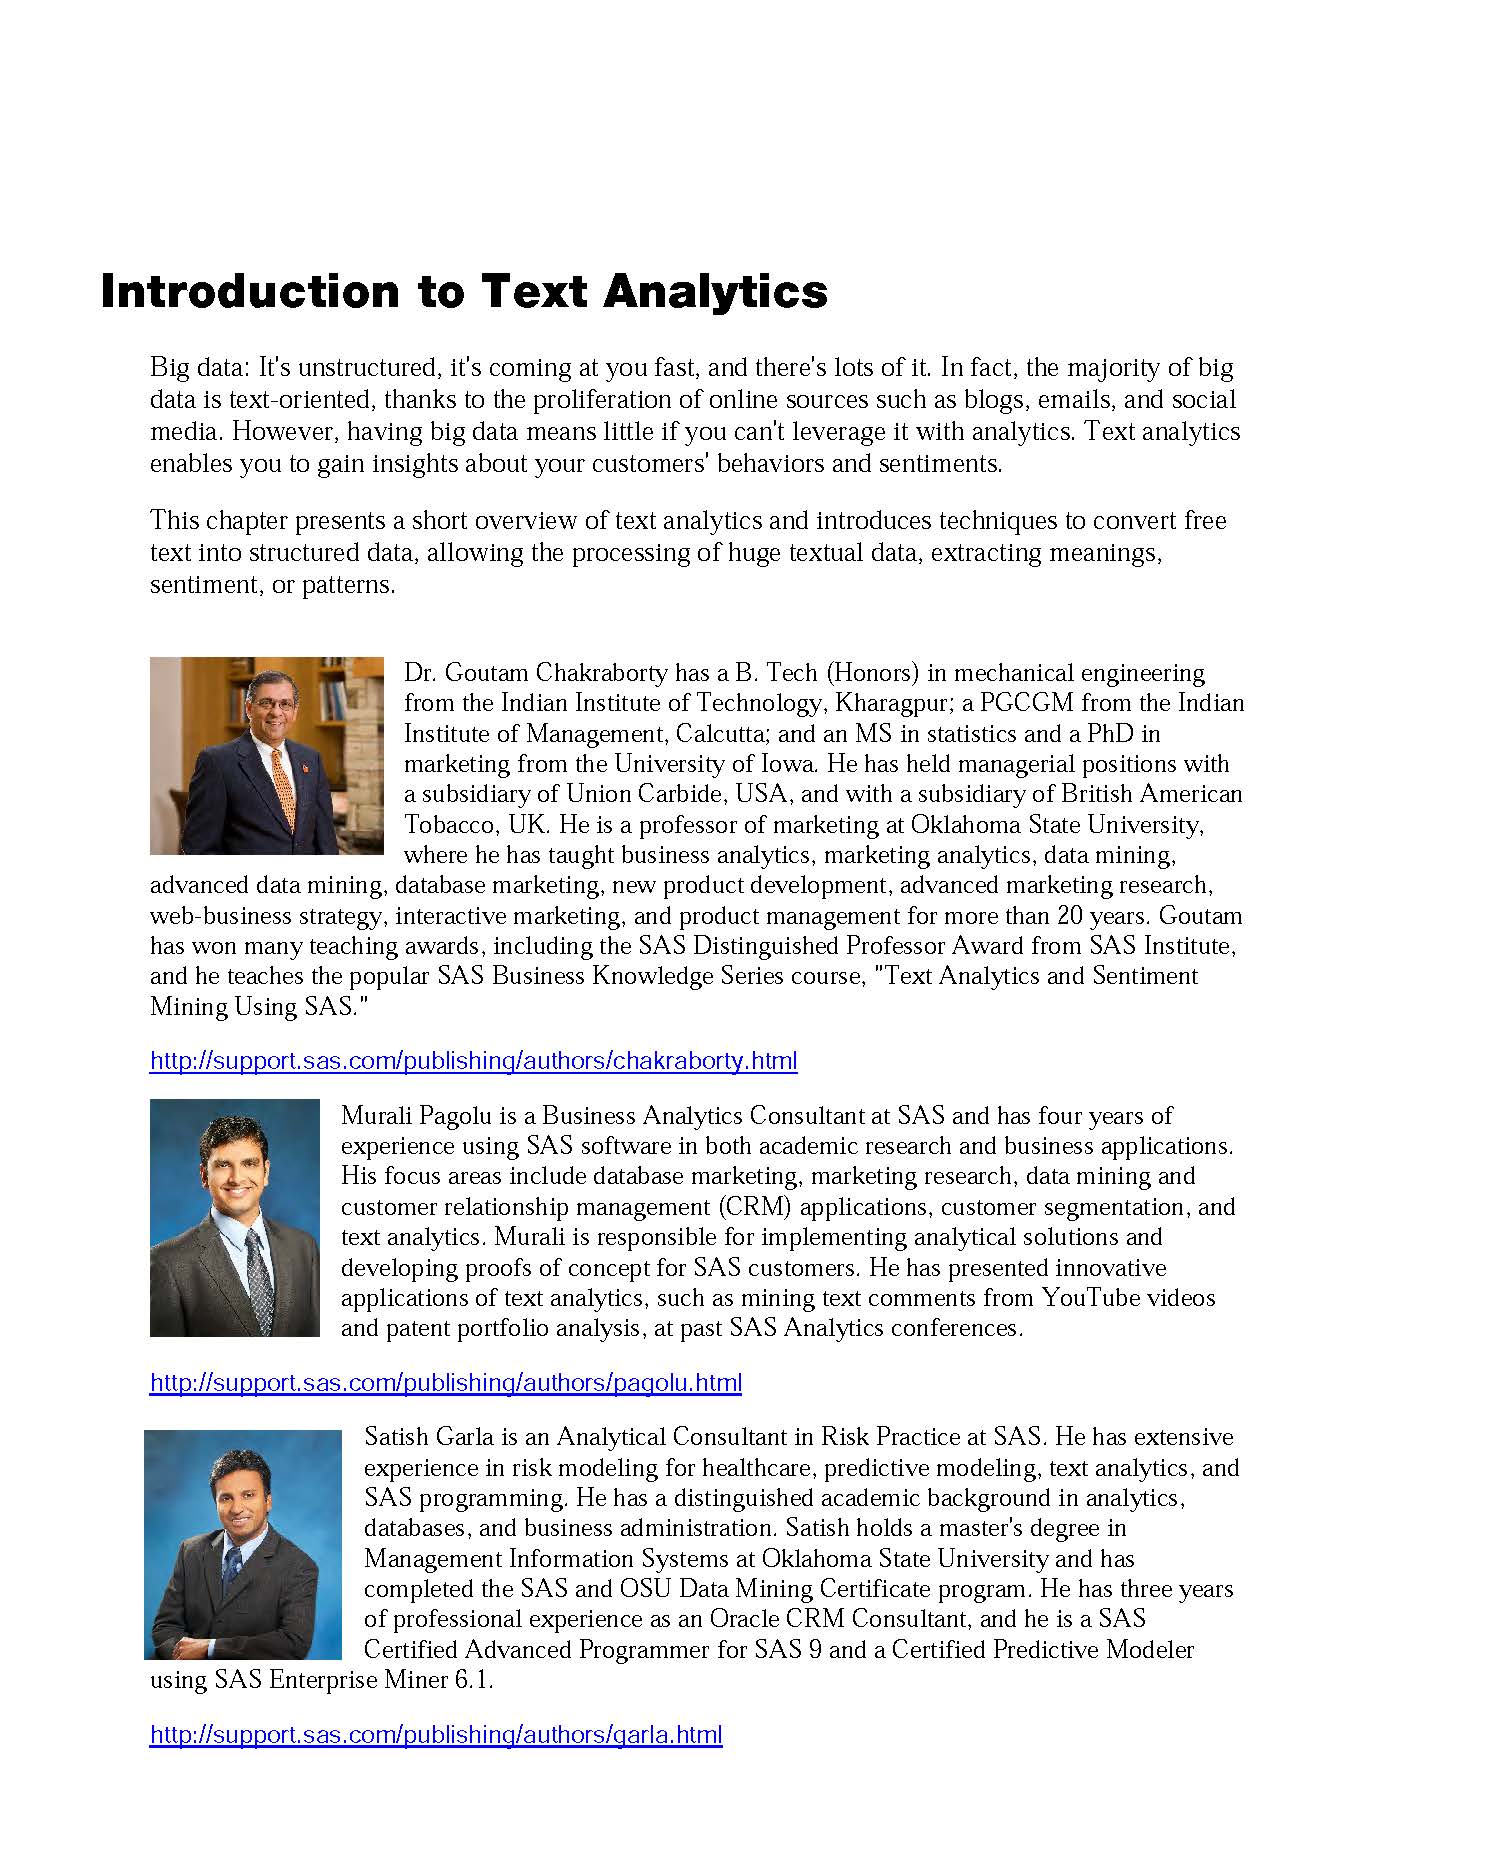 Introduction to Text Analytics
Big data: It's unstructured, it's coming at you fast, and there's lots of it. In fact, the majority of big
data is text-oriented, thanks to the proliferation of online sources such as blogs, emails, and social
media. However, having big data means little if you can't leverage it with analytics. Text analytics
enables you to gain insights about your customers' behaviors and sentiments.
This chapter presents a short overview of text analytics and introduces techniques to convert free
text into structured data, allowing the processing of huge textual data, extracting meanings,
sentiment, or patterns.
Dr. Goutam Chakraborty has a B. Tech (Honors) in mechanical engineering
from the Indian Institute of Technology, Kharagpur; a PGCGM from the Indian
Institute of Management, Calcutta; and an MS in statistics and a PhD in
marketing from the University of Iowa. He has held managerial positions with
a subsidiary of Union Carbide, USA, and with a subsidiary of British American
Tobacco, UK. He is a professor of marketing at Oklahoma State University,
where he has taught business analytics, marketing analytics, data mining,
advanced data mining, database marketing, new product development, advanced marketing research,
web-business strategy, interactive marketing, and product management for more than 20 years. Goutam
has won many teaching awards, including the SAS Distinguished Professor Award from SAS Institute,
and he teaches the popular SAS Business Knowledge Series course, "Text Analytics and Sentiment
Mining Using SAS."
http://support.sas.com/publishing/authors/chakraborty.html
Murali Pagolu is a Business Analytics Consultant at SAS and has four years of
experience using SAS software in both academic research and business applications.
His focus areas include database marketing, marketing research, data mining and
customer relationship management (CRM) applications, customer segmentation, and
text analytics. Murali is responsible for implementing analytical solutions and
developing proofs of concept for SAS customers. He has presented innovative
applications of text analytics, such as mining text comments from YouTube videos
and patent portfolio analysis, at past SAS Analytics conferences.
http://support.sas.com/publishing/authors/pagolu.html
Satish Garla is an Analytical Consultant in Risk Practice at SAS. He has extensive
experience in risk modeling for healthcare, predictive modeling, text analytics, and
SAS programming. He has a distinguished academic background in analytics,
databases, and business administration. Satish holds a master's degree in
Management Information Systems at Oklahoma State University and has
completed the SAS and OSU Data Mining Certificate program. He has three years
of professional experience as an Oracle CRM Consultant, and he is a SAS
Certified Advanced Programmer for SAS 9 and a Certified Predictive Modeler
using SAS Enterprise Miner 6.1.
http://support.sas.com/publishing/authors/garla.html